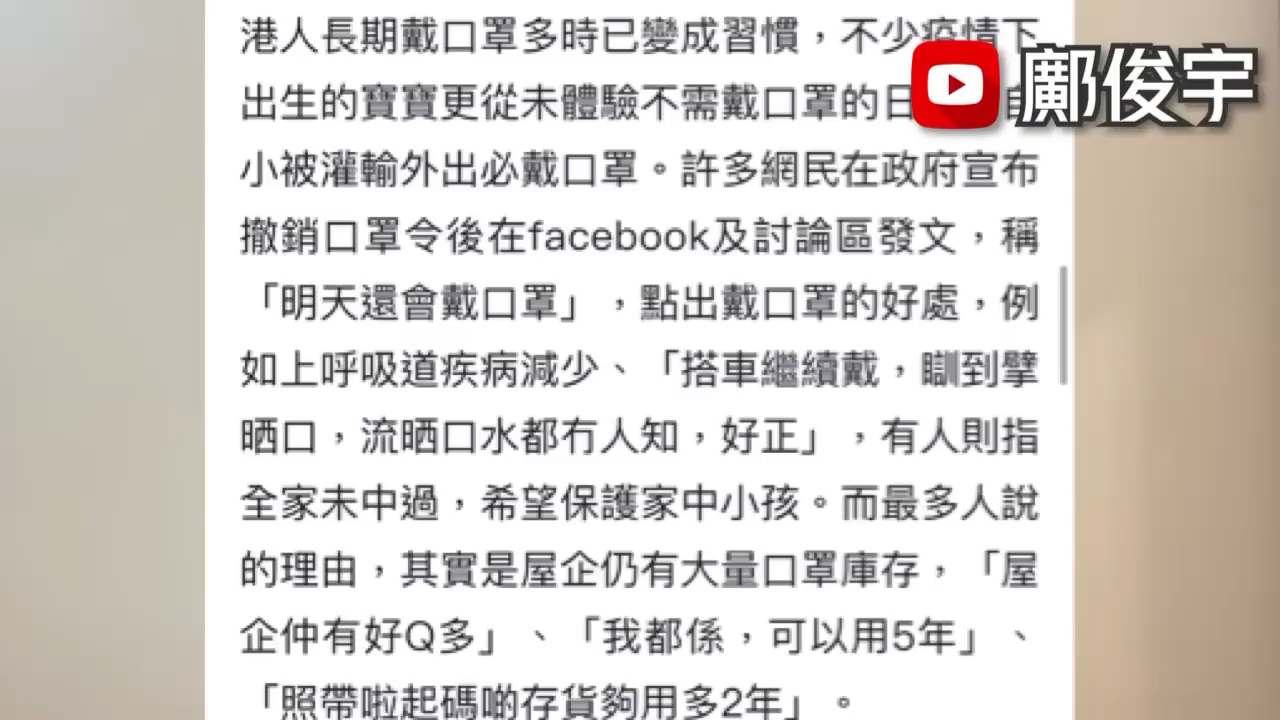 港人長期戴口罩多時已變成習慣，不少疫情下
出生的寶寶更從未體驗不需戴口罩的日
小被灌輸外出必戴口罩。許多網民在政府宣布
撤銷口罩令後在facebook及討論區發文，稱
「明天還會戴口罩」，點出戴口罩的好處，例
如上呼吸道疾病減少、「搭車繼續戴，瞓到擘
晒口，流晒口水都冇人知，好正」，有人則指
全家未中過，希望保護家中小孩。而最多人說
的理由，其實是屋企仍有大量口罩庫存，「屋
企仲有好Q多」、「我都係，可以用5年」、
「照帶啦起碼啲存貨夠用多2年」。
鄺俊宇